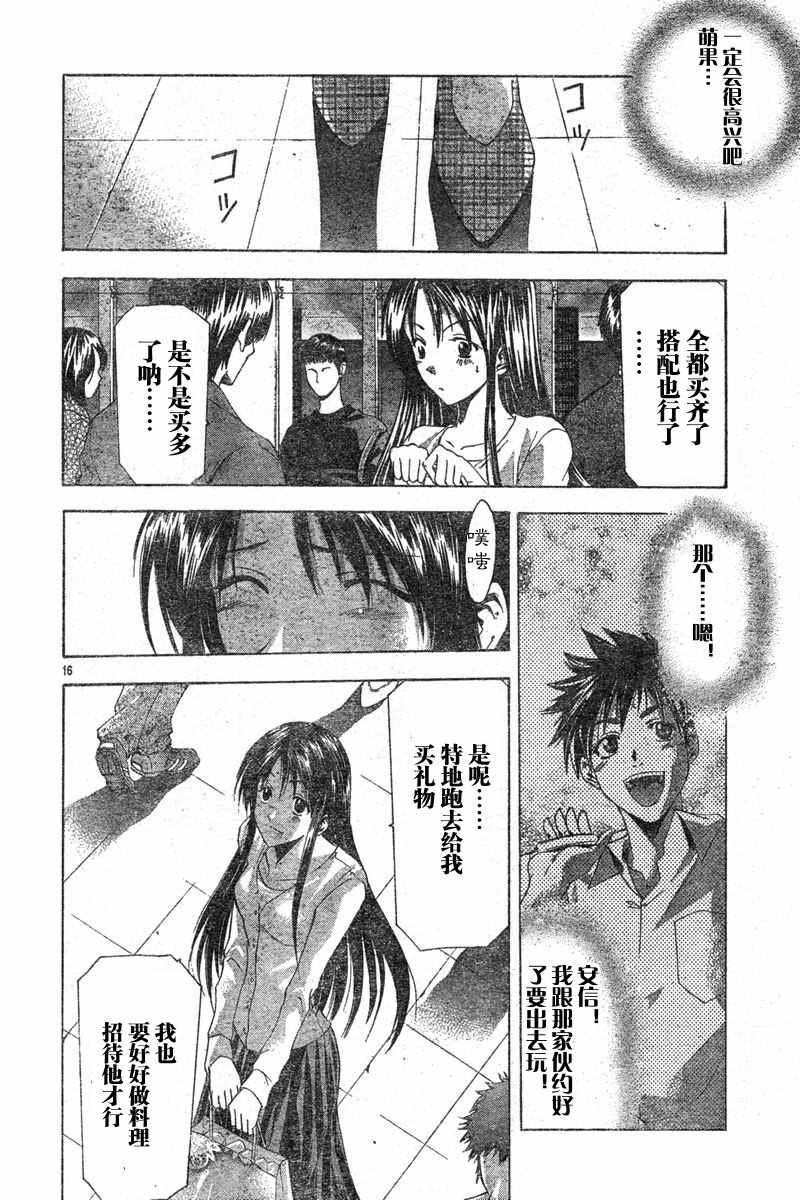 一定会很高兴吧
萌果…
コツ
コツ
全都买齐了
搭配也行了
……
是不是买多
了呐……
那个……嗯！
噗嗤
安信！
我跟那家伙约好
了要出去玩！
16
是呢……
特地跑去给我
买礼物
我也
要好好做料理
招待他才行